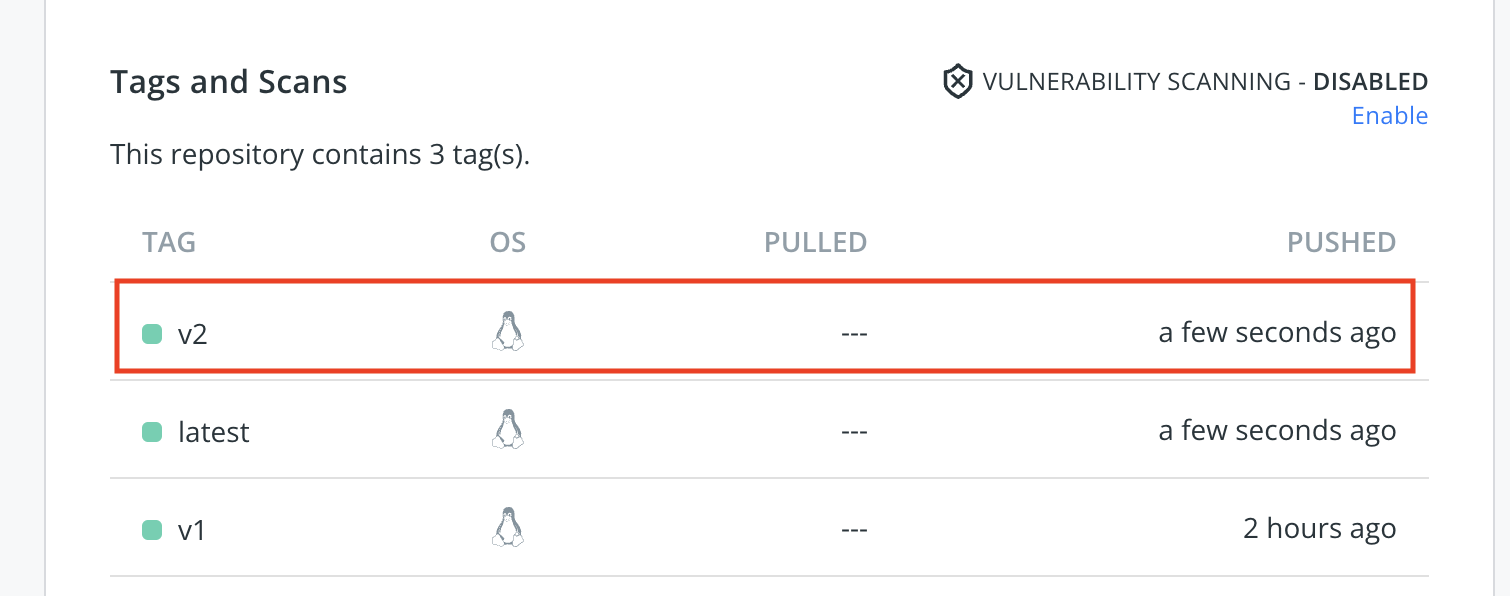 Tags and Scans
VULNERABILITY SCANNING - DISABLED
Enable
This repository contains 3 tag(s).
TAG OS PULLED PUSHED
v2 --- a few seconds ago
latest --- a few seconds ago
v1 --- 2 hours ago